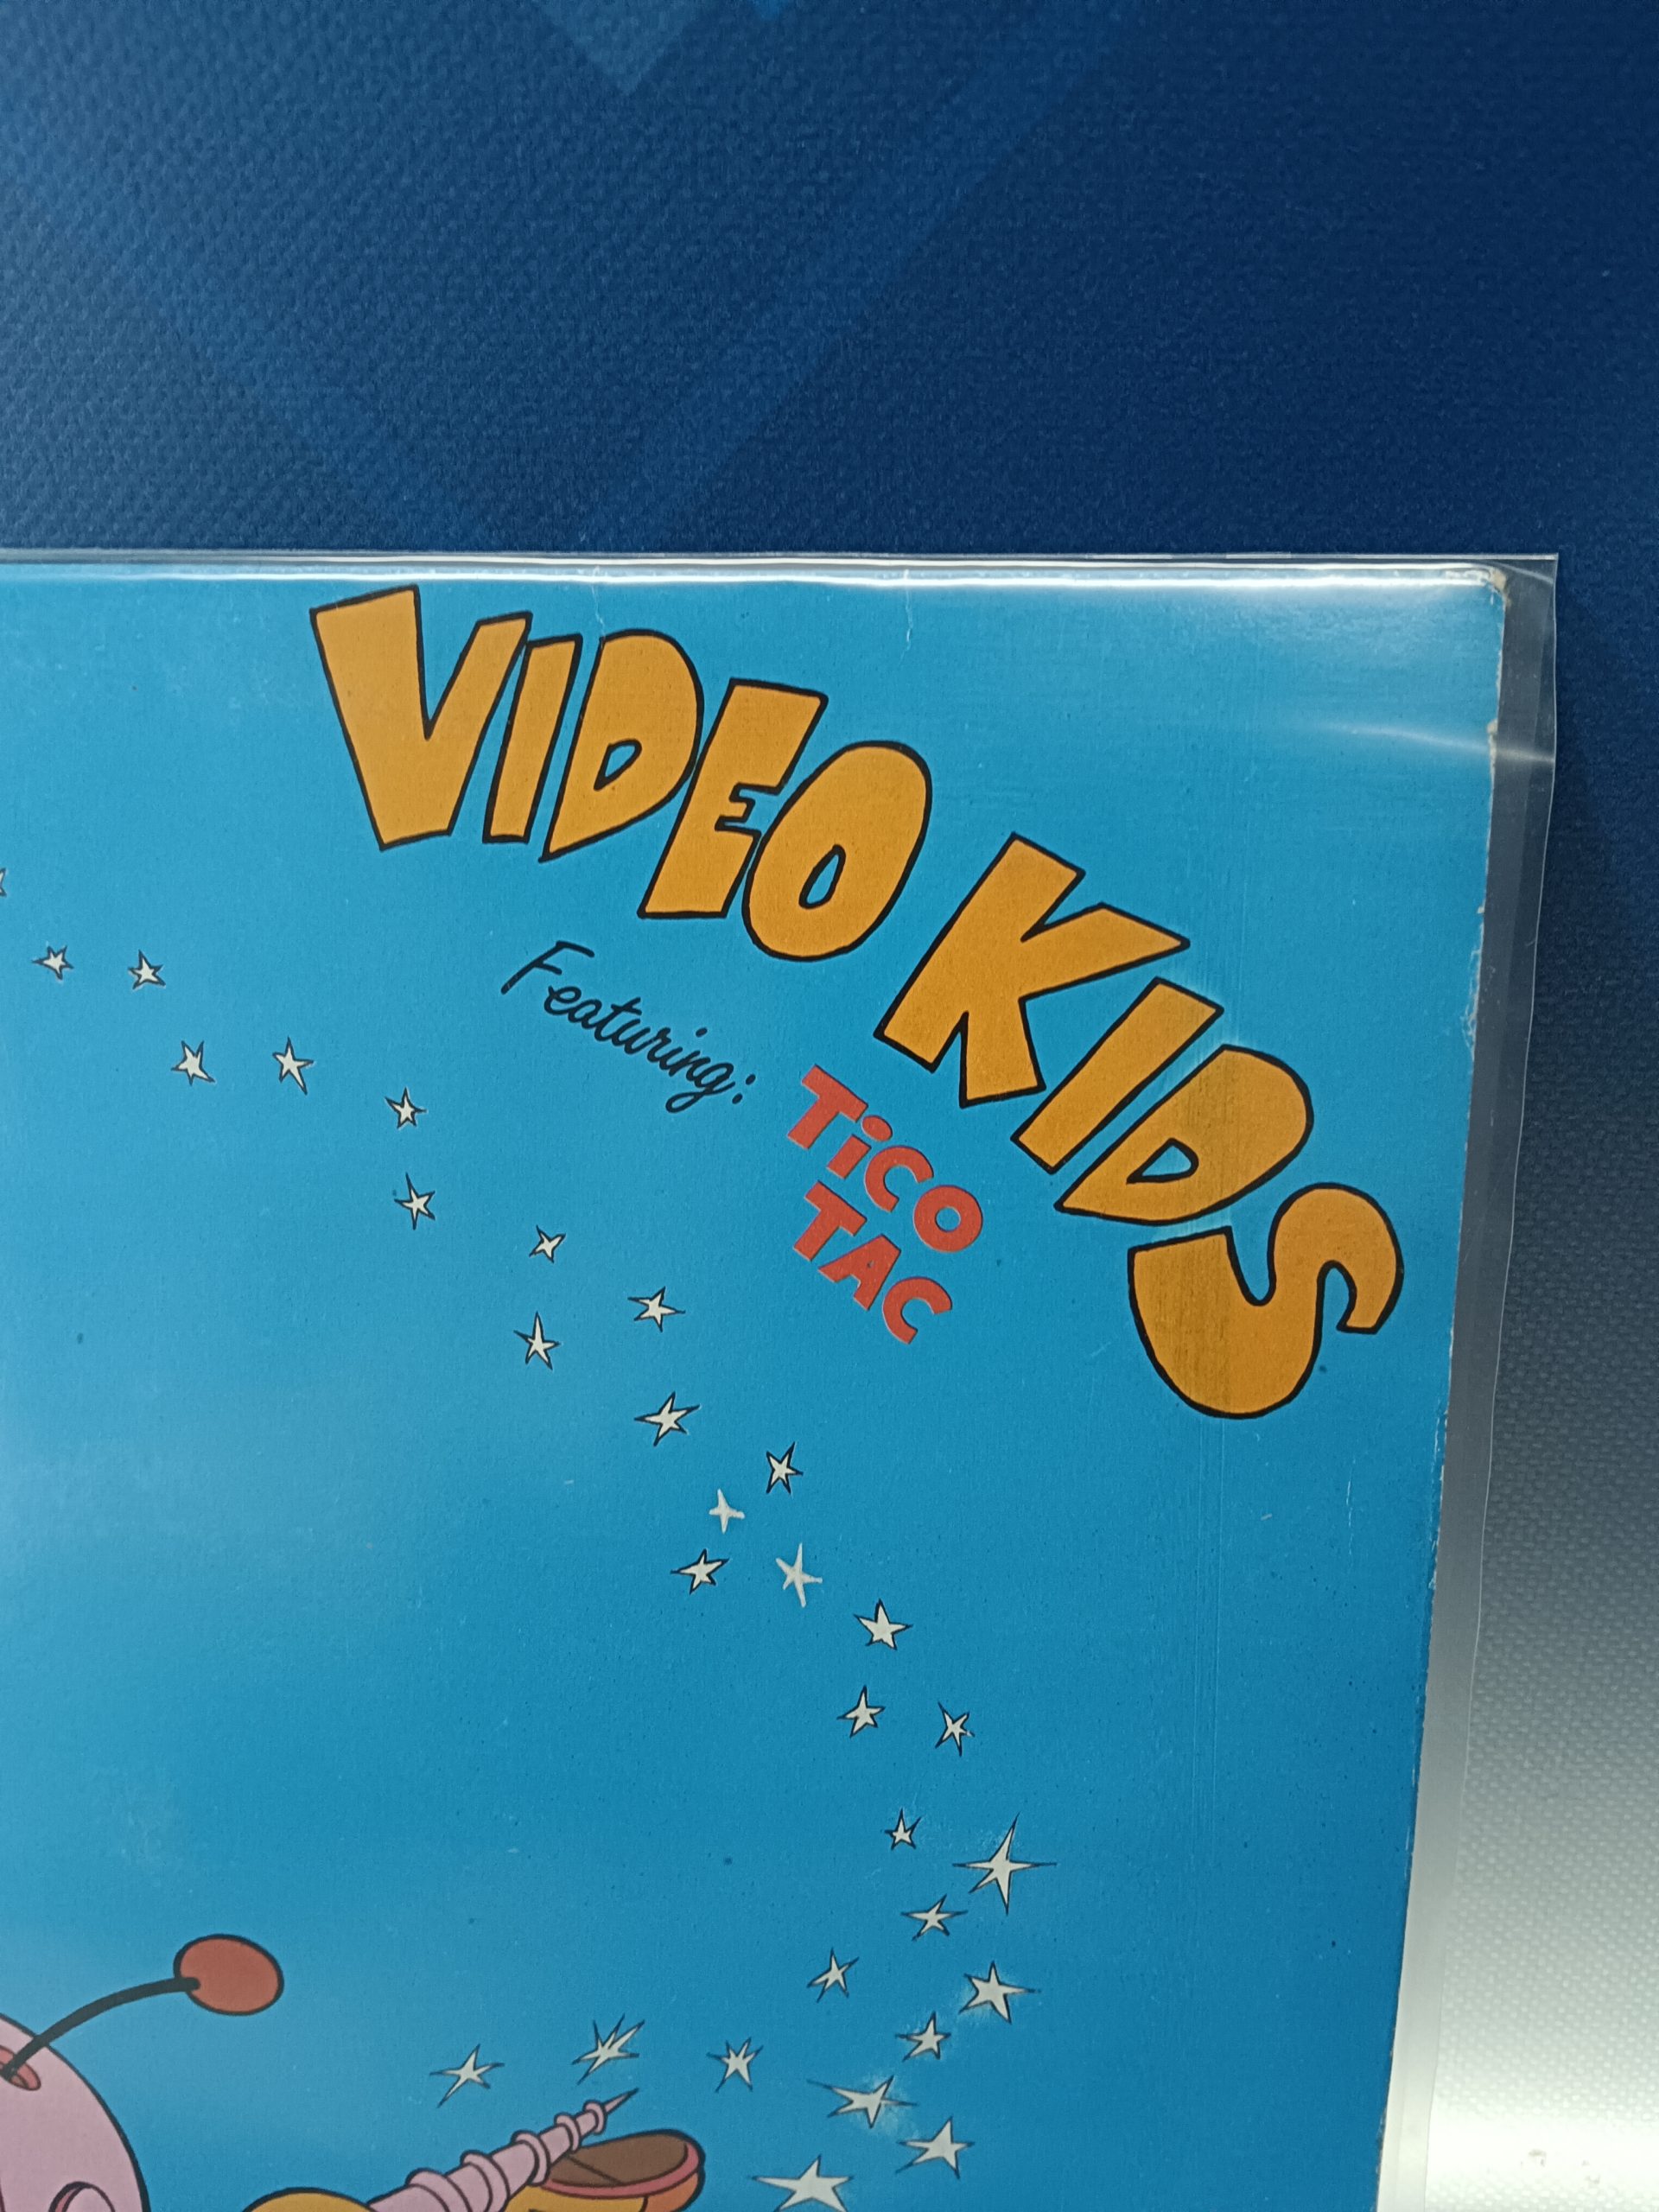 VIDEO KIDS
Featuring:
TiCO
TAC